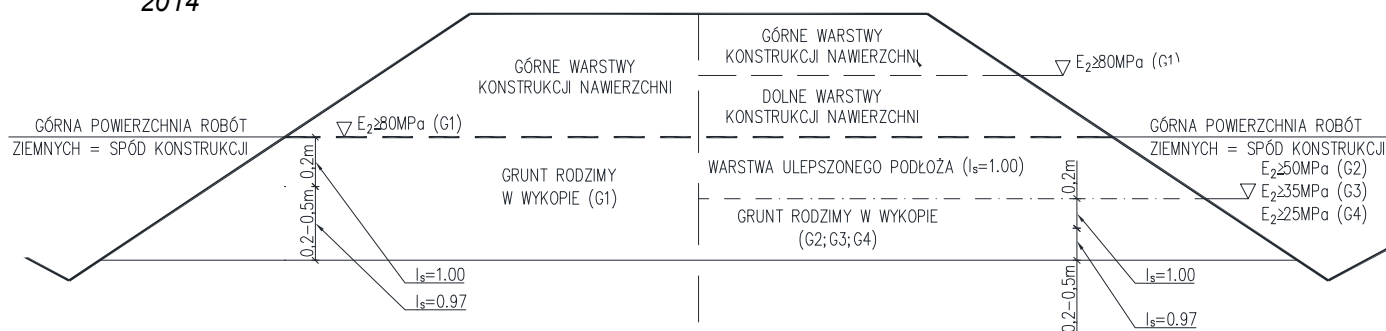 2014
GÓRNE WARSTWY
KONSTRUKCJI NAWIERZCHNI
GÓRNE WARSTWY
KONSTRUKCJI NAWIERZCHNI
E₂≥80MPa (G1)
DOLNE WARSTWY
KONSTRUKCJI NAWIERZCHNI
GÓRNA POWIERZCHNIA ROBÓT
ZIEMNYCH = SPÓD KONSTRUKCJI
E₂≥80MPa (G1)
GÓRNA POWIERZCHNIA ROBÓT
ZIEMNYCH = SPÓD KONSTRUKCJI
0,2m
0,2-0,5m
GRUNT RODZIMY
W WYKOPIE (G1)
WARSTWA ULEPSZONEGO PODŁOŻA (Iₛ=1.00)
0,2m
E₂≥50MPa (G2)
E₂≥35MPa (G3)
E₂≥25MPa (G4)
GRUNT RODZIMY W WYKOPIE
(G2;G3;G4)
0,2-0,5m
Iₛ=1.00
Iₛ=0.97
Iₛ=1.00
Iₛ=0.97